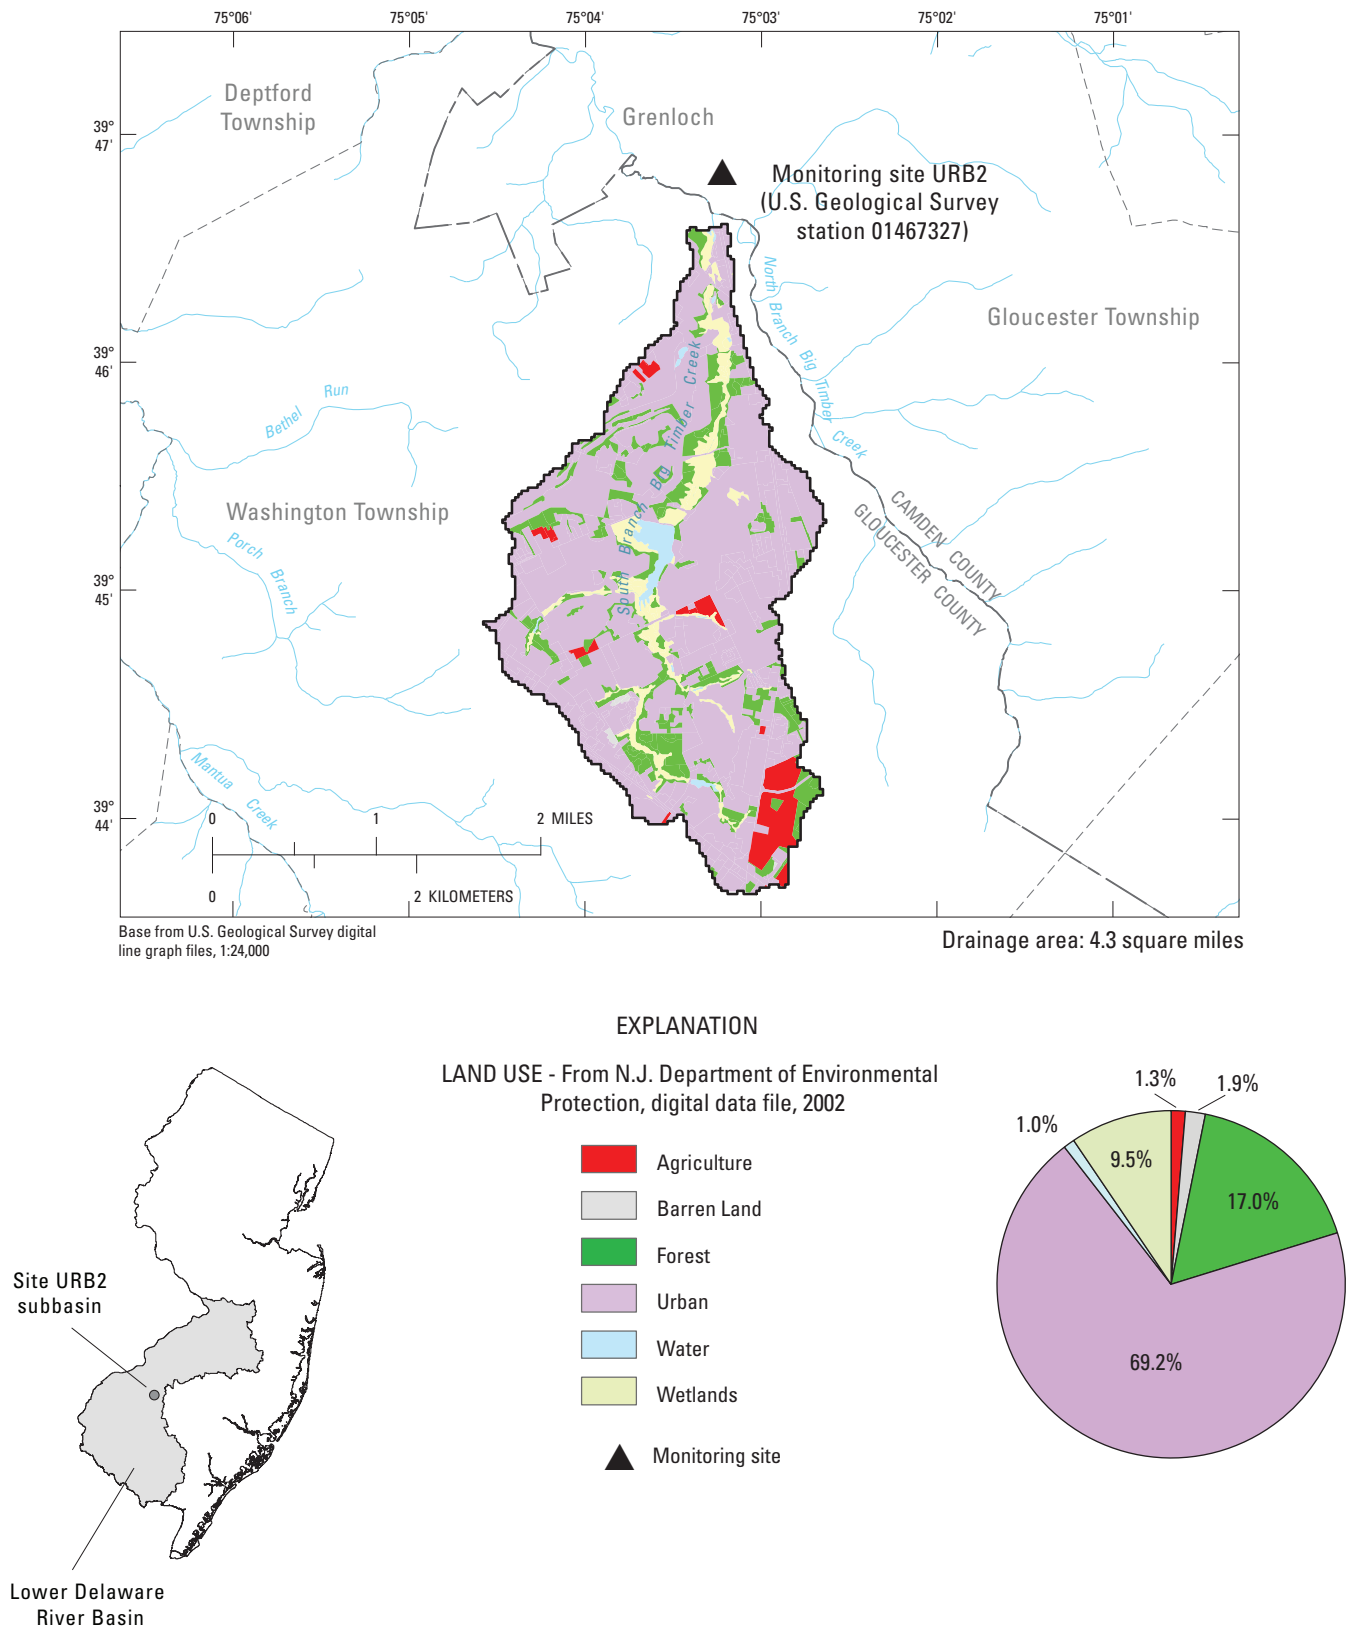 75°06'
75°05'
75°04'
75°03'
75°02'
75°01'
Deptford
Township
Grenloch
39°
47'
Monitoring site URB2
(U.S. Geological Survey
station 01467327)
North Branch Big Timber Creek
Gloucester Township
39°
46'
Bethel Run
South Branch Big Timber Creek
Washington Township
CAMDEN COUNTY
GLOUCESTER COUNTY
Porch Branch
39°
45'
Mantua Creek
39°
44'
0 1 2 MILES
0 2 KILOMETERS
Base from U.S. Geological Survey digital
line graph files, 1:24,000
Drainage area: 4.3 square miles
EXPLANATION
LAND USE - From N.J. Department of Environmental
Protection, digital data file, 2002
Agriculture
Barren Land
Forest
Urban
Water
Wetlands
Monitoring site
1.3%
1.9%
1.0%
9.5%
17.0%
69.2%
Site URB2
subbasin
Lower Delaware
River Basin